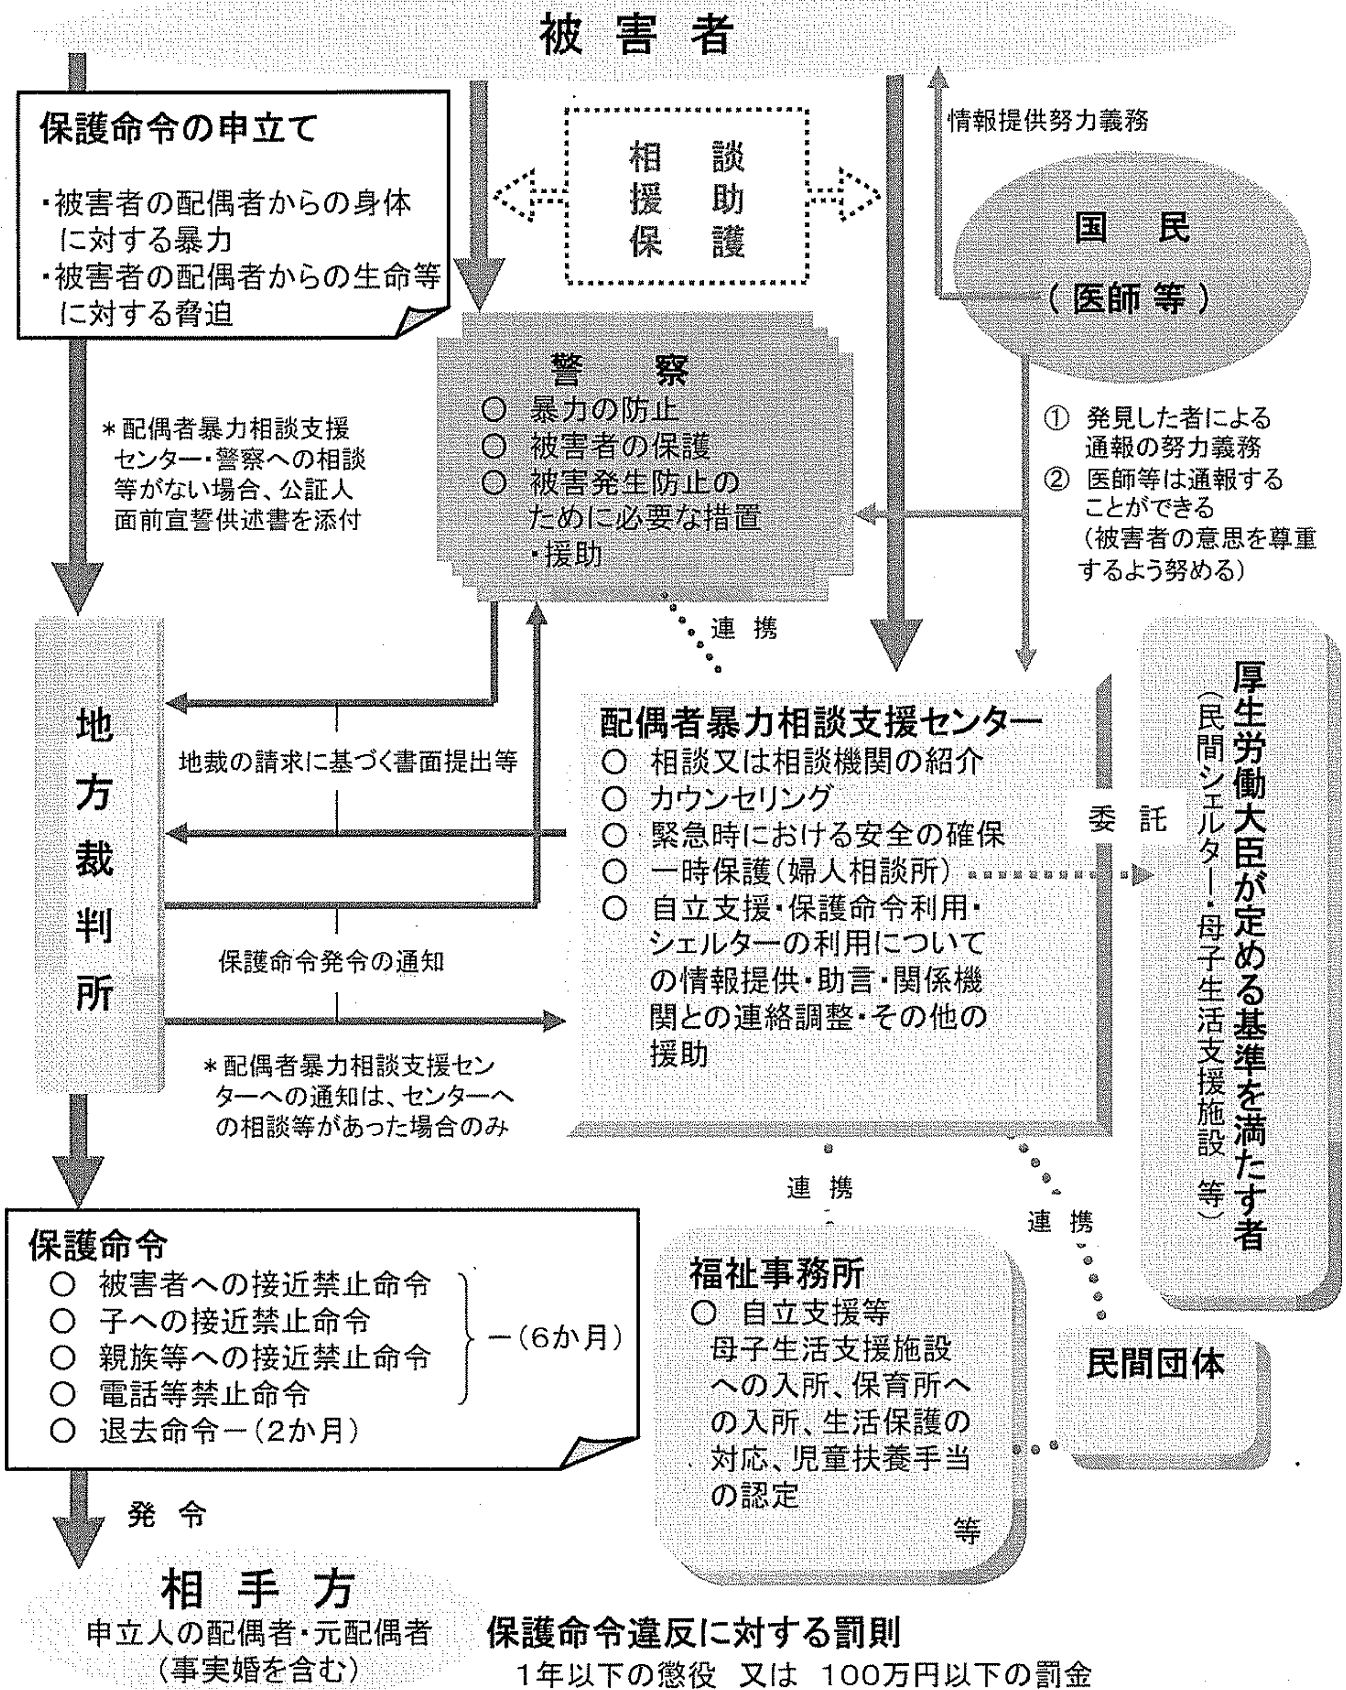 被害者
保護命令の申立て
・被害者の配偶者からの身体
に対する暴力
・被害者の配偶者からの生命等
に対する脅迫
相談
援助
保護
情報提供努力義務
国民
(医師等)
警察
○ 暴力の防止
○ 被害者の保護
○ 被害発生防止の
ために必要な措置
・援助
*配偶者暴力相談支援
センター・警察への相談
等がない場合、公証人
面前宣誓供述書を添付
① 発見した者による
通報の努力義務
② 医師等は通報する
ことができる
(被害者の意思を尊重
するよう努める)
連携
地方裁判所
地裁の請求に基づく書面提出等
保護命令発令の通知
*配偶者暴力相談支援セン
ターへの通知は、センターへ
の相談等があった場合のみ
配偶者暴力相談支援センター
○ 相談又は相談機関の紹介
○ カウンセリング
○ 緊急時における安全の確保
○ 一時保護(婦人相談所)
○ 自立支援・保護命令利用・
シェルターの利用について
の情報提供・助言・関係機
関との連絡調整・その他の
援助
委託
厚生労働大臣が定める基準を満たす者
(民間シェルター・母子生活支援施設 等)
連携
連携
保護命令
○ 被害者への接近禁止命令
○ 子への接近禁止命令
○ 親族等への接近禁止命令
○ 電話等禁止命令
-(6か月)
○ 退去命令-(2か月)
福祉事務所
○ 自立支援等
母子生活支援施設
への入所、保育所へ
の入所、生活保護の
対応、児童扶養手当
の認定
等
民間団体
発令
相手方
申立人の配偶者・元配偶者
(事実婚を含む)
保護命令違反に対する罰則
1年以下の懲役 又は 100万円以下の罰金